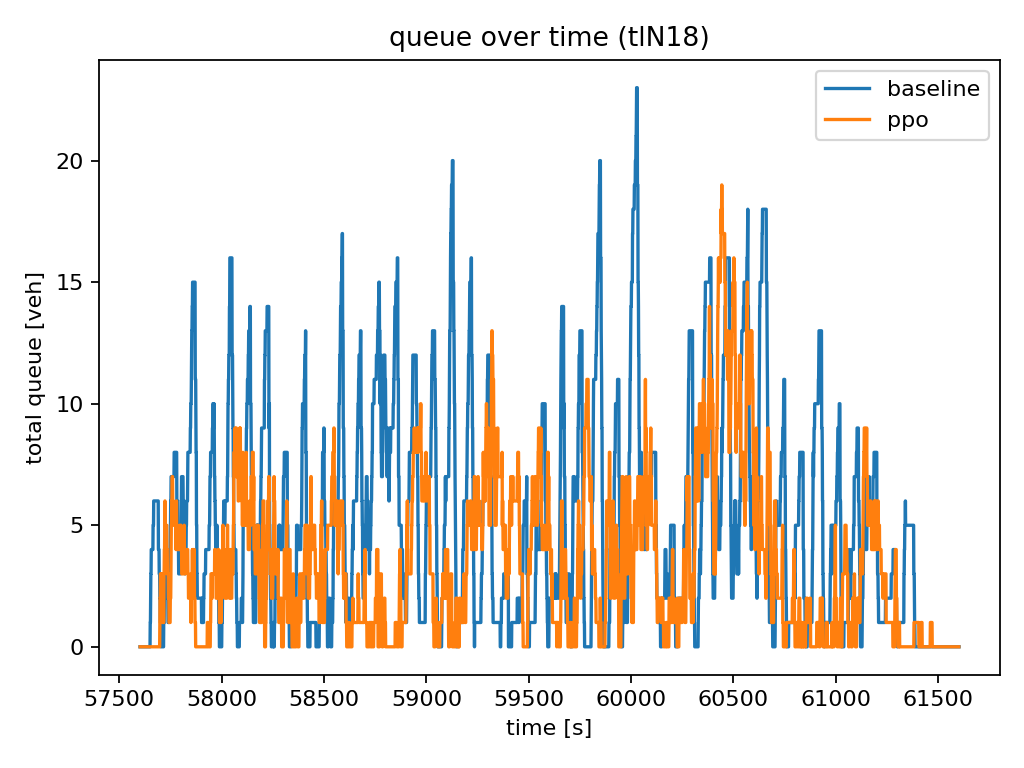 queue over time (tlN18)
baseline
ppo
total queue [veh]
20
15
10
5
0
57500 58000 58500 59000 59500 60000 60500 61000 61500
time [s]